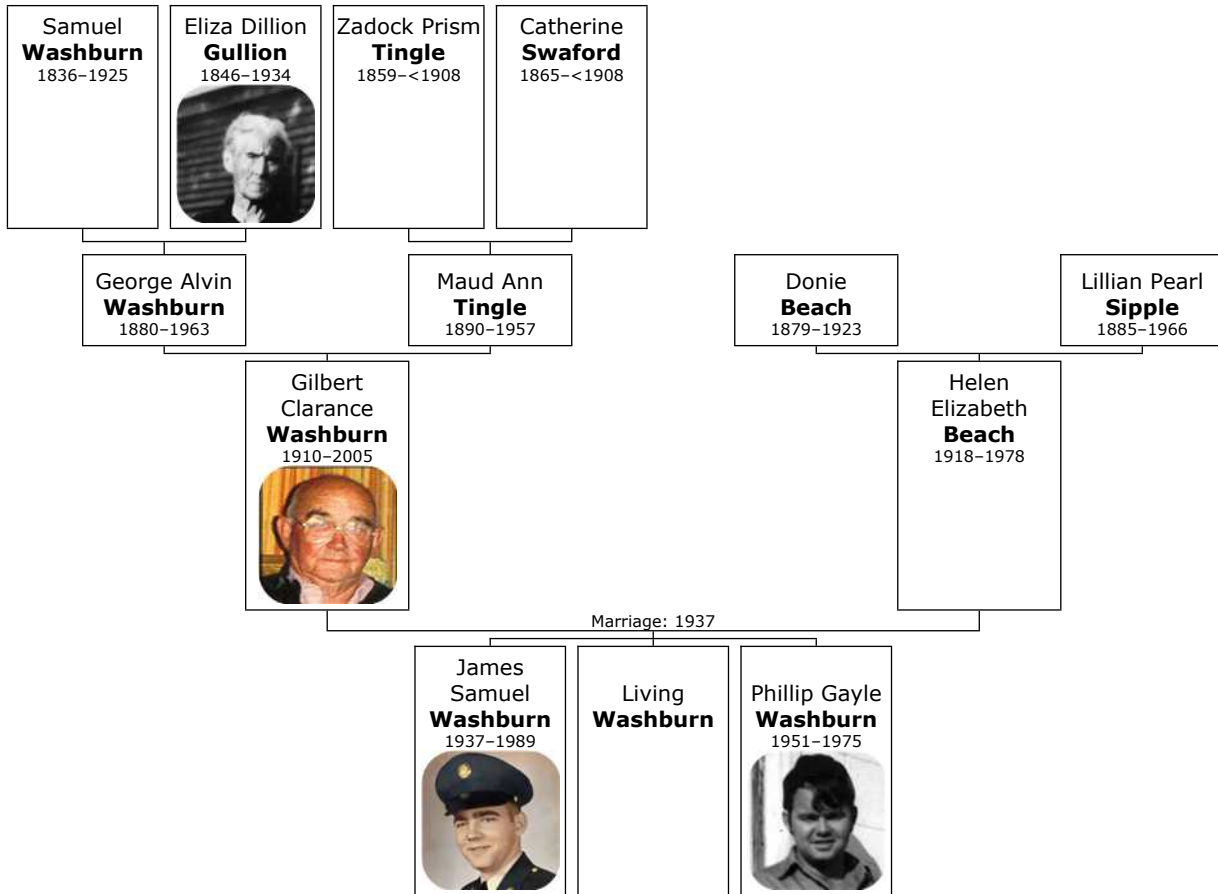 Samuel
Washburn
1836–1925
Eliza Dillion
Gullion
1846–1934
Zadock Prism
Tingle
1859–<1908
Catherine
Swaford
1865–<1908
George Alvin
Washburn
1880–1963
Maud Ann
Tingle
1890–1957
Donie
Beach
1879–1923
Lillian Pearl
Sipple
1885–1966
Gilbert
Clarance
Washburn
1910–2005
Helen
Elizabeth
Beach
1918–1978
Marriage: 1937
James
Samuel
Washburn
1937–1989
Living
Washburn
Phillip Gayle
Washburn
1951–1975